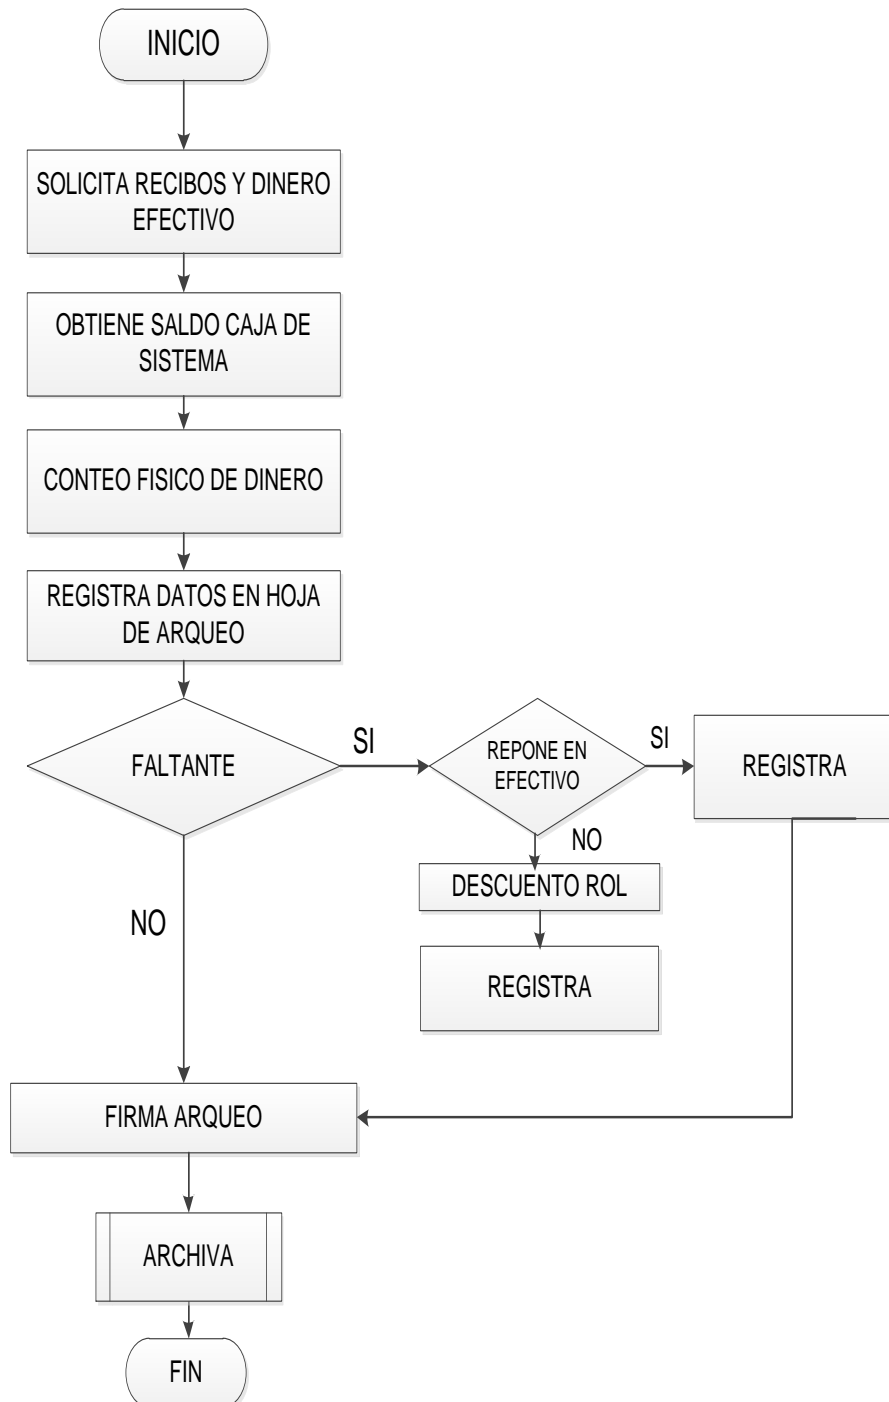 INICIO
SOLICITA RECIBOS Y DINERO
EFECTIVO
OBTIENE SALDO CAJA DE
SISTEMA
CONTEO FISICO DE DINERO
REGISTRA DATOS EN HOJA
DE ARQUEO
FALTANTE
SI
REPONE EN
EFECTIVO
SI
REGISTRA
NO
DESCUENTO ROL
REGISTRA
NO
FIRMA ARQUEO
ARCHIVA
FIN